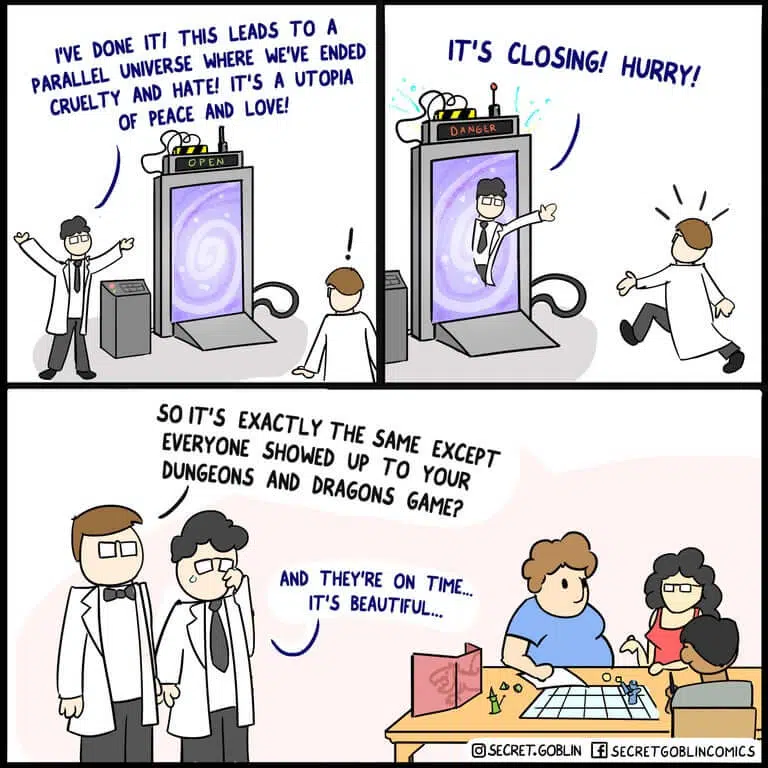 I'VE DONE IT! THIS LEADS TO A
PARALLEL UNIVERSE WHERE WE'VE ENDED
CRUELTY AND HATE! IT'S A UTOPIA
OF PEACE AND LOVE!
OPEN
!
IT'S CLOSING! HURRY!
DANGER
SO IT'S EXACTLY THE SAME EXCEPT
EVERYONE SHOWED UP TO YOUR
DUNGEONS AND DRAGONS GAME?
AND THEY'RE ON TIME...
IT'S BEAUTIFUL...
SECRET.GOBLIN f SECRETGOBLINCOMICS